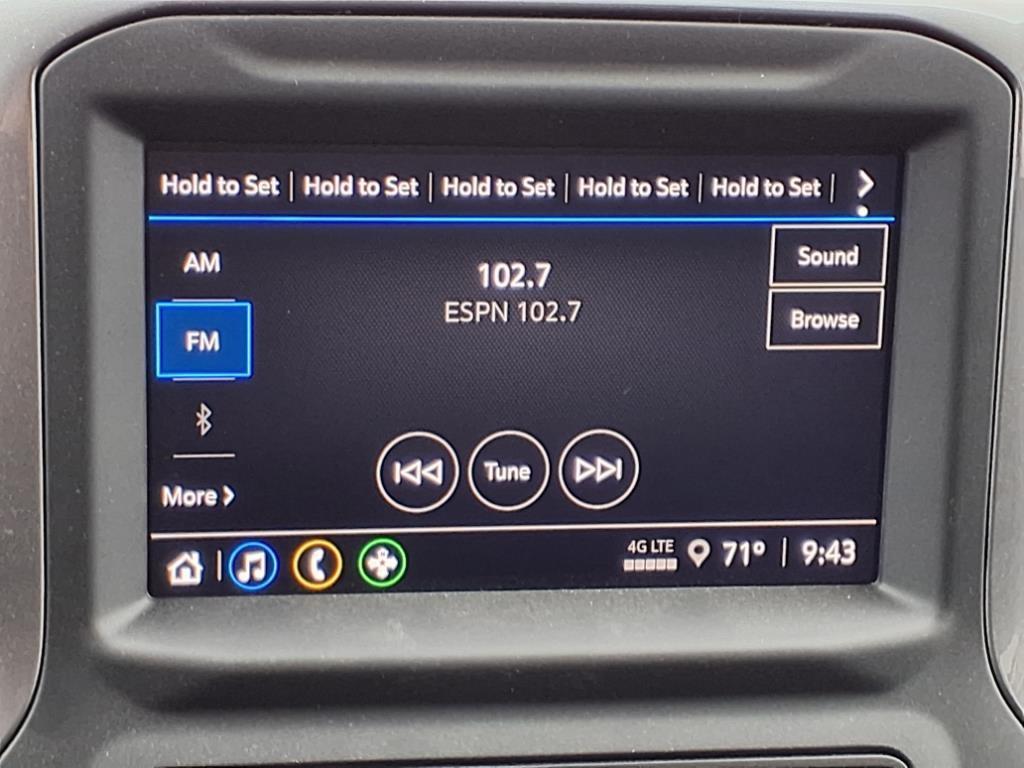 Hold to Set | Hold to Set | Hold to Set | Hold to Set | Hold to Set |
AM
Sound
102.7
ESPN 102.7
Browse
FM
Tune
More
4G LTE
71° | 9:43